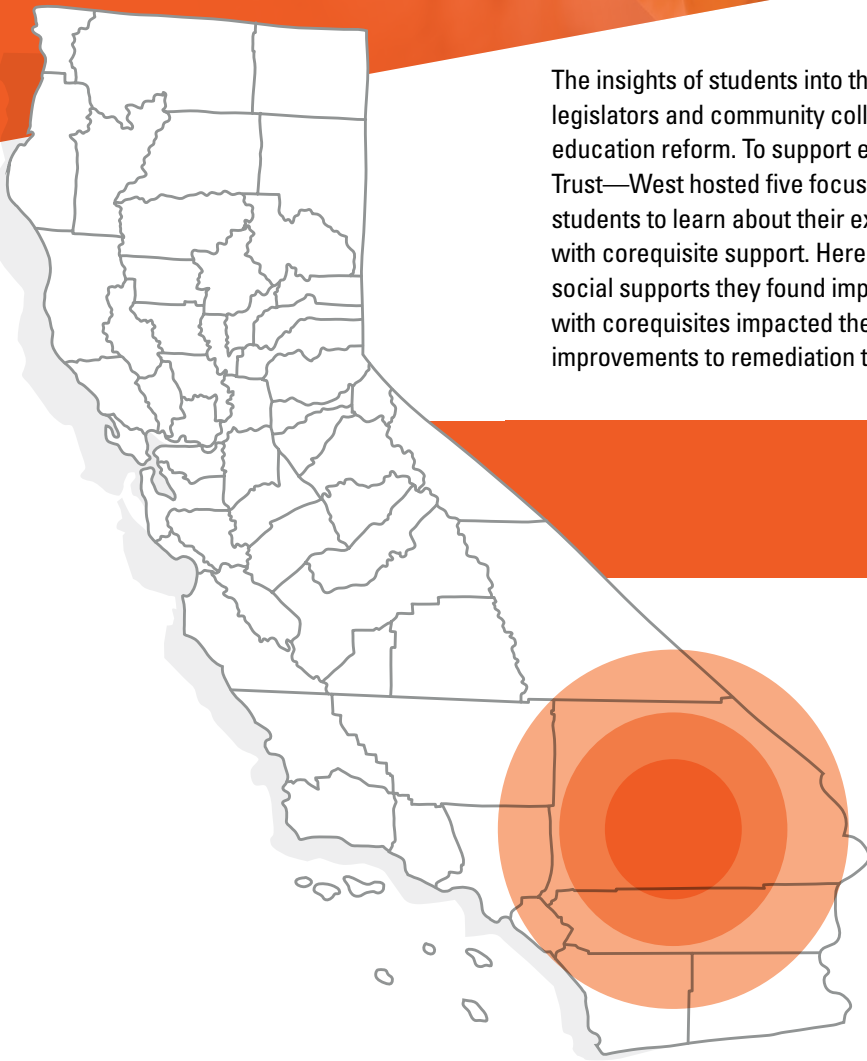 The insights of students into th
legislators and community coll
education reform. To support e
Trust—West hosted five focus
students to learn about their ex
with corequisite support. Here
social supports they found imp
with corequisites impacted the
improvements to remediation t